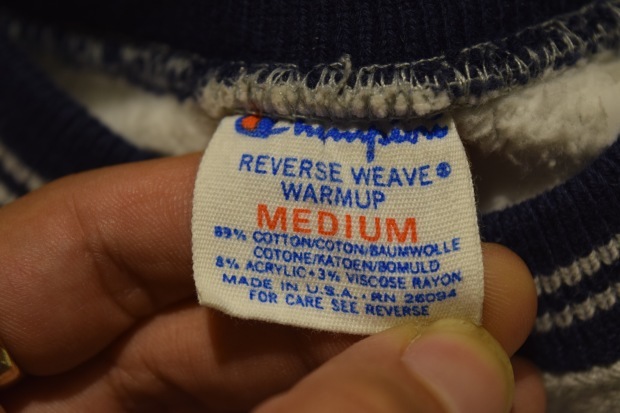 Champion
REVERSE WEAVE®
WARMUP
MEDIUM
89% COTTON/COTON/BAUMWOLLE
COTONE/KATOEN/BOMULD
8% ACRYLIC • 3% VISCOSE RAYON
MADE IN U.S.A. • RN 26094
FOR CARE SEE REVERSE